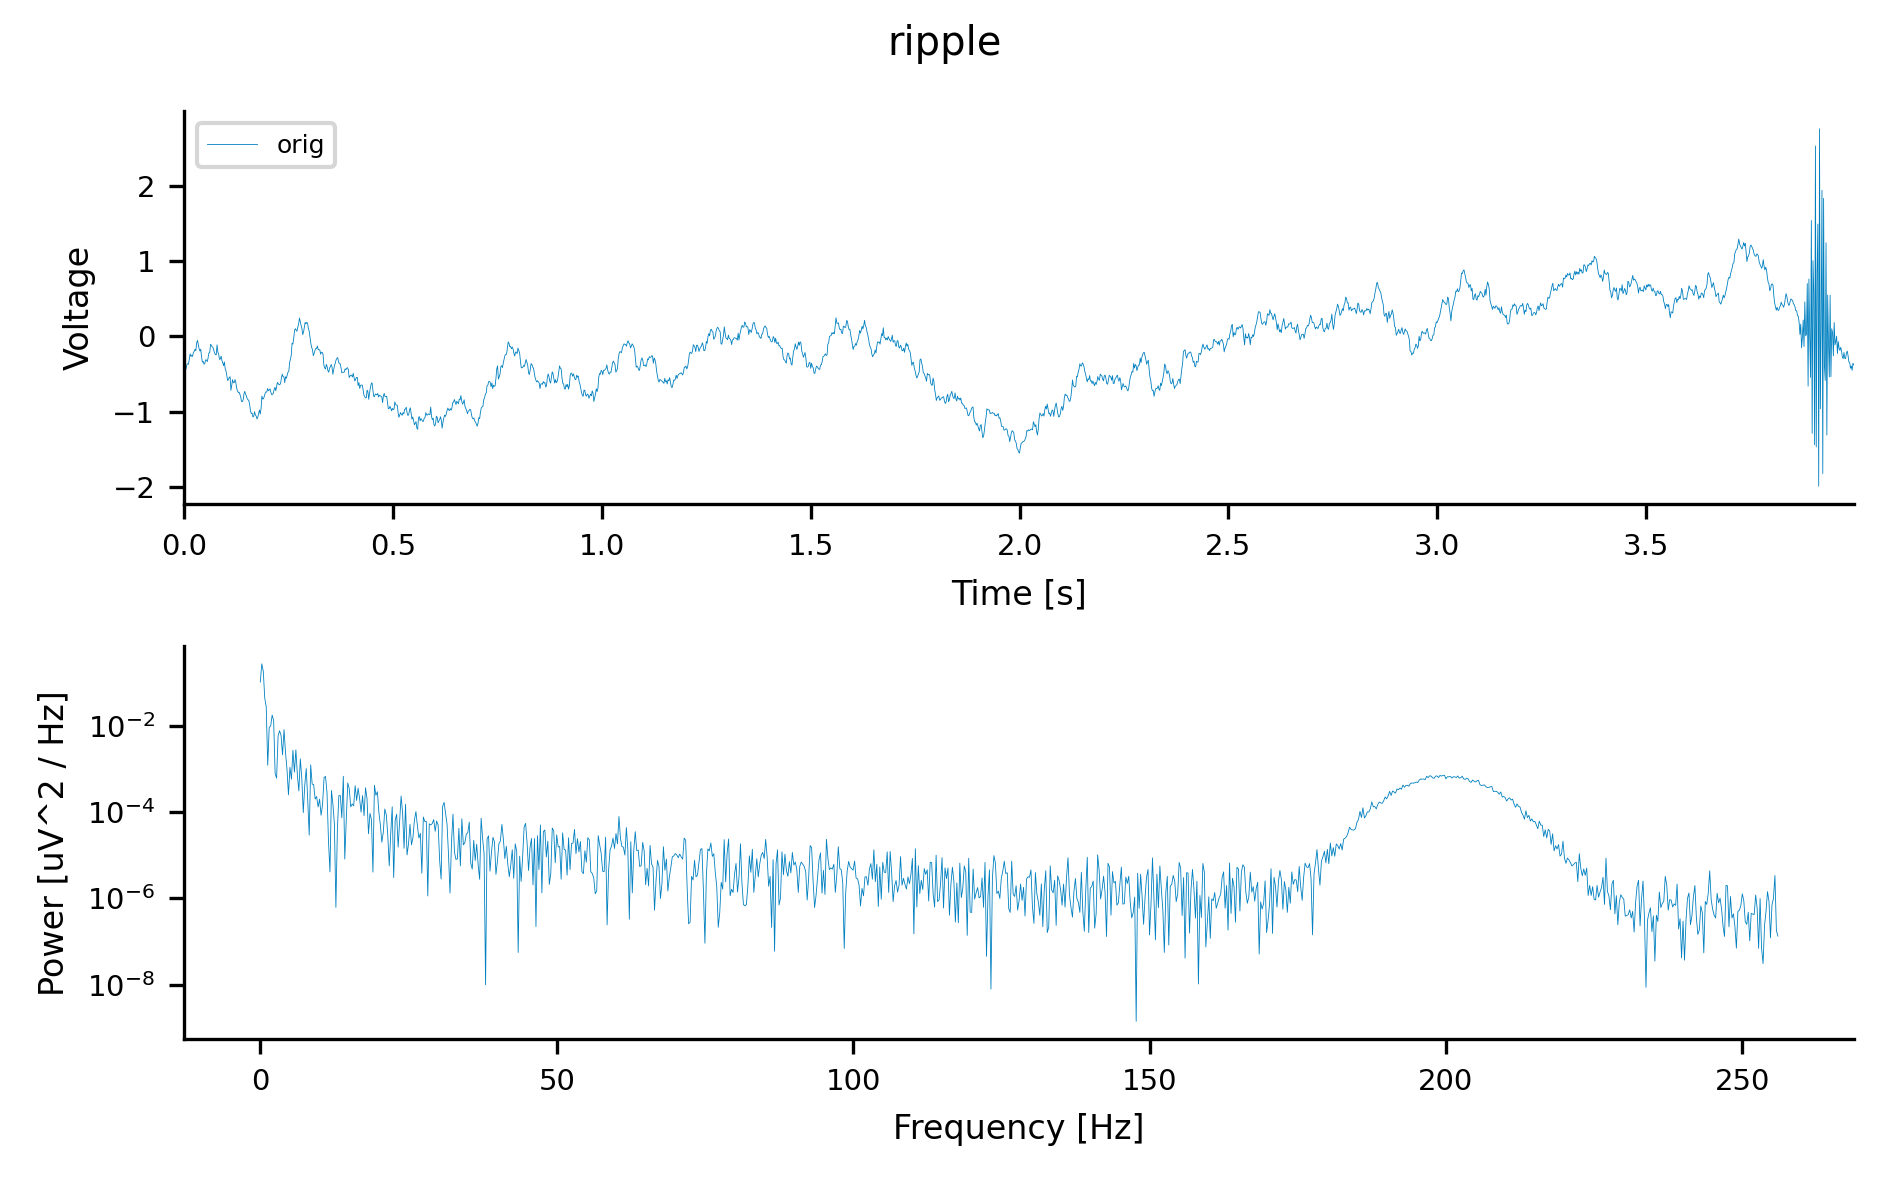 ripple
orig
Voltage
2
1
0
−1
−2
0.0 0.5 1.0 1.5 2.0 2.5 3.0 3.5
Time [s]
Power [uV^2 / Hz]
10⁻²
10⁻⁴
10⁻⁶
10⁻⁸
0 50 100 150 200 250
Frequency [Hz]